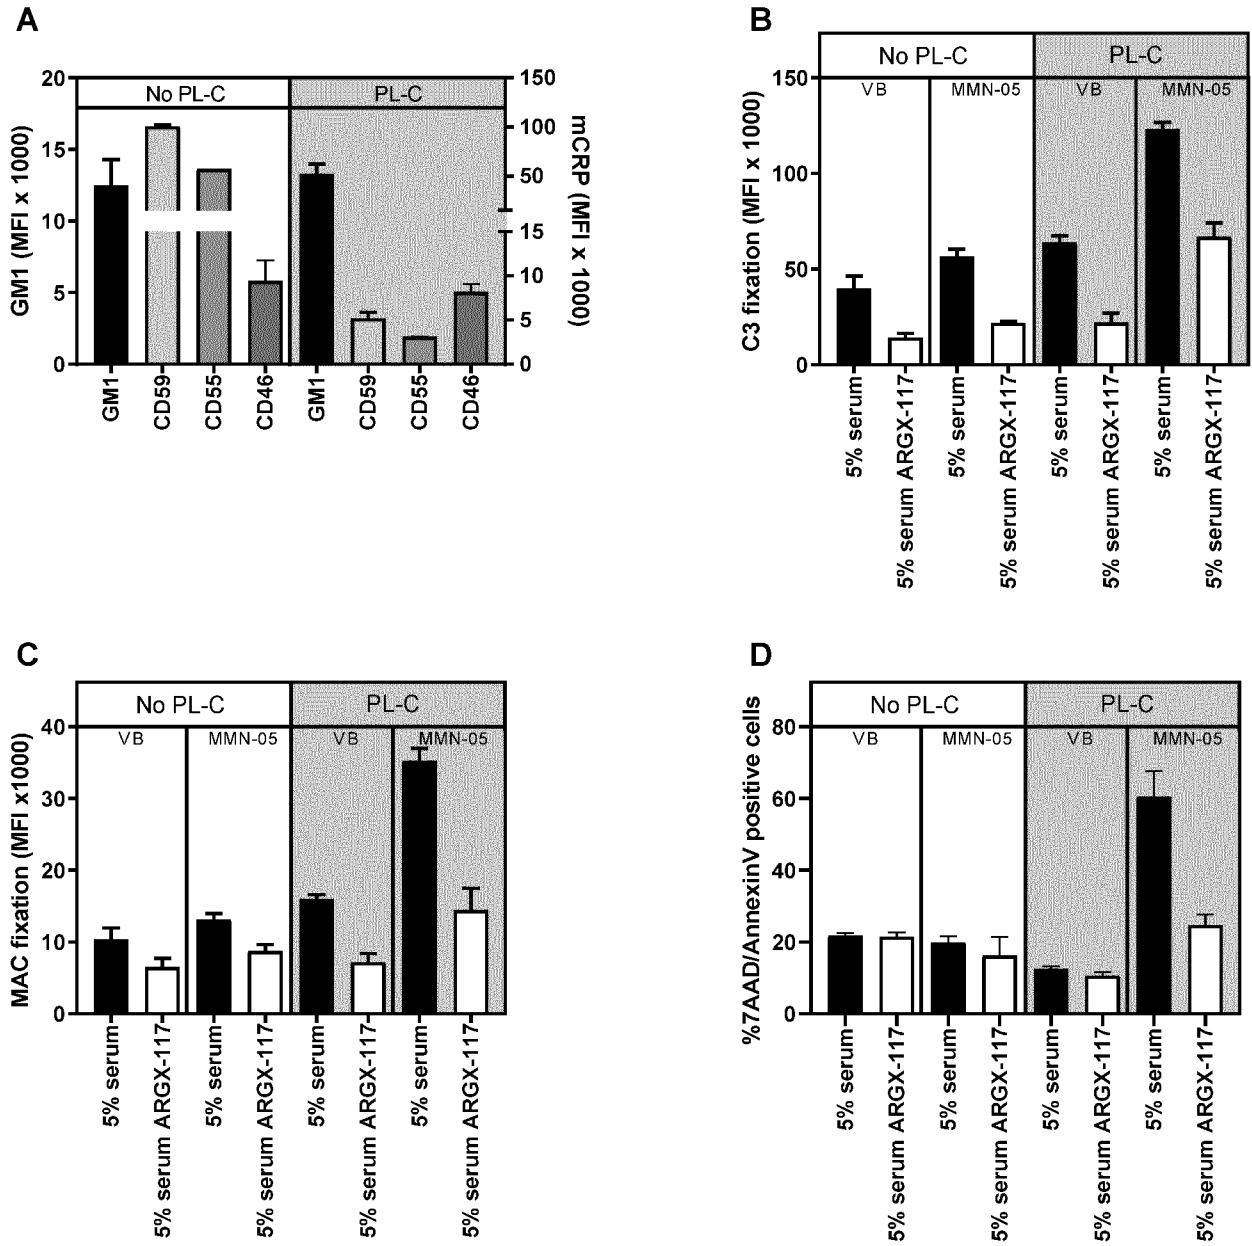 A
No PL-C PL-C
GM1 (MFI x 1000)
20
15
10
5
0
mCRP (MFI x 1000)
150
100
50
15
10
5
0
GM1 CD59 CD55 CD46 GM1 CD59 CD55 CD46
B
No PL-C PL-C
VB MMN-05 VB MMN-05
C3 fixation (MFI x 1000)
150
100
50
0
5% serum
5% serum ARGX-117
5% serum
5% serum ARGX-117
5% serum
5% serum ARGX-117
5% serum
5% serum ARGX-117
C
No PL-C PL-C
VB MMN-05 VB MMN-05
MAC fixation (MFI x1000)
40
30
20
10
0
5% serum
5% serum ARGX-117
5% serum
5% serum ARGX-117
5% serum
5% serum ARGX-117
5% serum
5% serum ARGX-117
D
No PL-C PL-C
VB MMN-05 VB MMN-05
%7AAD/AnnexinV positive cells
80
60
40
20
0
5% serum
5% serum ARGX-117
5% serum
5% serum ARGX-117
5% serum
5% serum ARGX-117
5% serum
5% serum ARGX-117